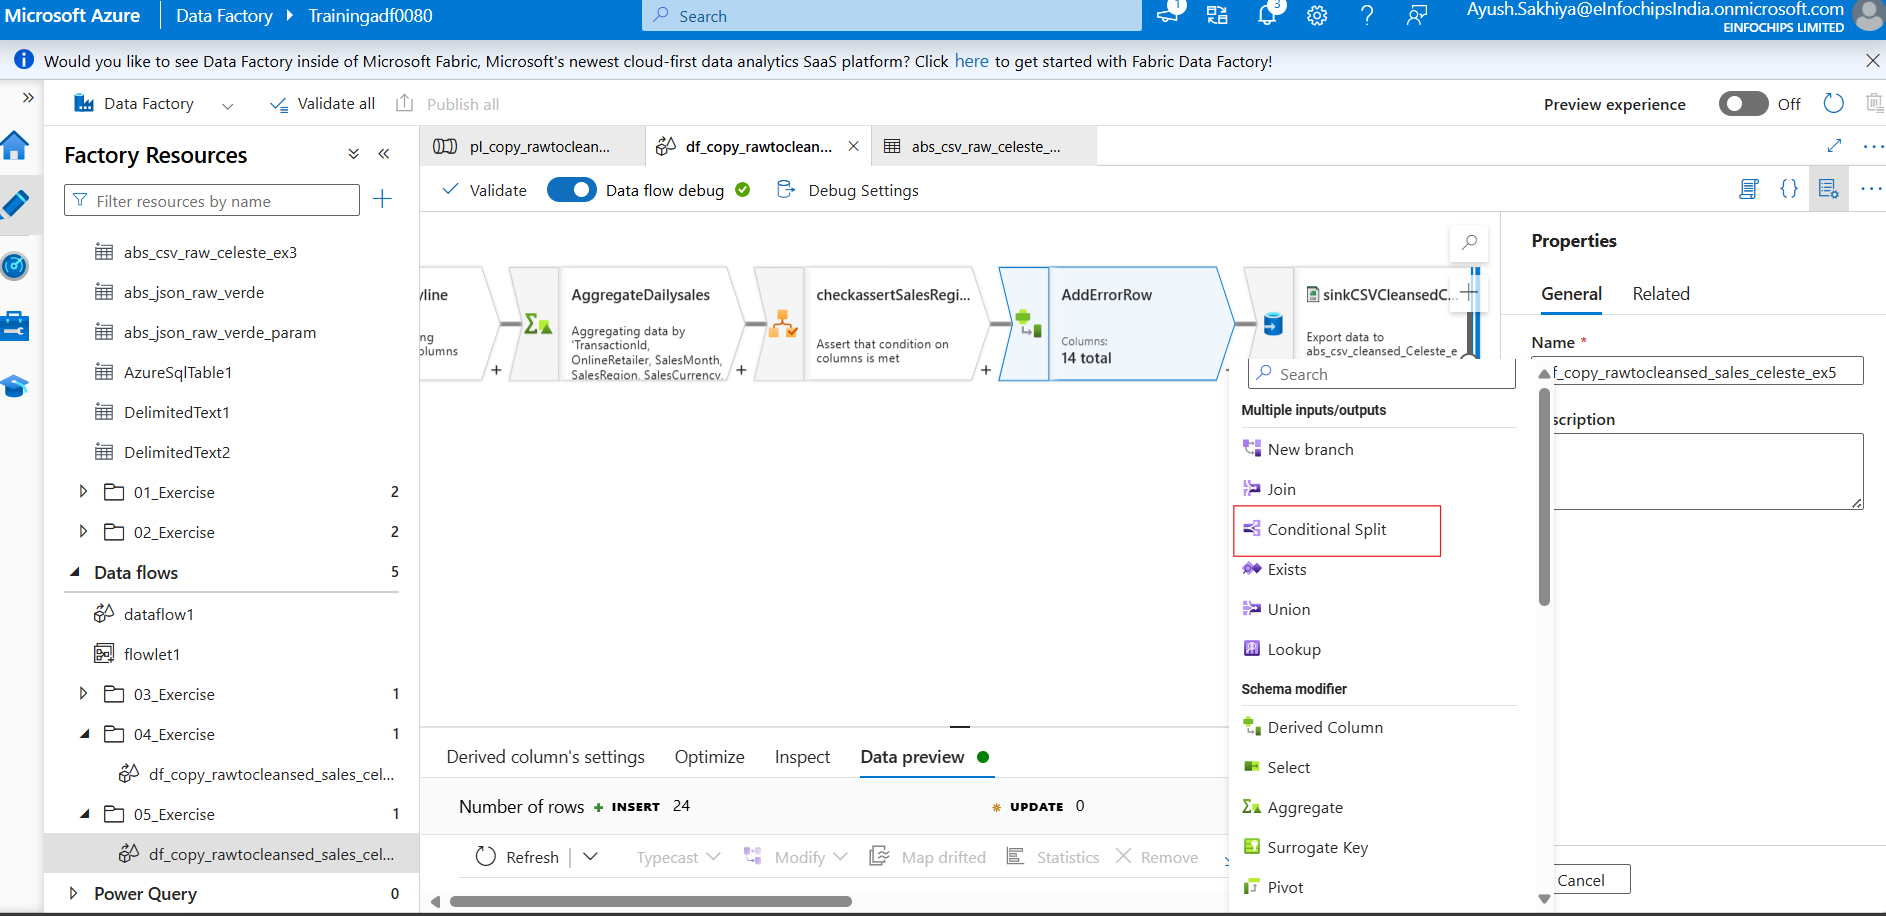 Microsoft Azure
Data Factory
Trainingadf0080
Search
1
3
Ayush.Sakhiya@eInfochipsIndia.onmicrosoft.com
EINFOCHIPS LIMITED
Would you like to see Data Factory inside of Microsoft Fabric, Microsoft's newest cloud-first data analytics SaaS platform? Click here to get started with Fabric Data Factory!
Data Factory
Validate all
Publish all
Preview experience
Off
Factory Resources
Filter resources by name
abs_csv_raw_celeste_ex3
abs_json_raw_verde
abs_json_raw_verde_param
AzureSqlTable1
DelimitedText1
DelimitedText2
01_Exercise 2
02_Exercise 2
Data flows 5
dataflow1
flowlet1
03_Exercise 1
04_Exercise 1
df_copy_rawtocleansed_sales_cel...
05_Exercise 1
df_copy_rawtocleansed_sales_cel...
Power Query 0
pl_copy_rawtoclean...
df_copy_rawtoclean...
abs_csv_raw_celeste_...
Validate
Data flow debug
Debug Settings
yline
ng
olumns
AggregateDailysales
Aggregating data by
'TransactionId,
OnlineRetailer, SalesMonth,
SalesRegion, SalesCurrency,
checkassertSalesRegi...
Assert that condition on
columns is met
AddErrorRow
Columns:
14 total
sinkCSVCleansedC...
Export data to
abs_csv_cleansed_Celeste_e
Search
Multiple inputs/outputs
New branch
Join
Conditional Split
Exists
Union
Lookup
Schema modifier
Derived Column
Select
Aggregate
Surrogate Key
Pivot
Properties
General
Related
Name *
f_copy_rawtocleansed_sales_celeste_ex5
scription
Cancel
Derived column's settings
Optimize
Inspect
Data preview
Number of rows + INSERT 24
UPDATE 0
Refresh
Typecast
Modify
Map drifted
Statistics
Remove